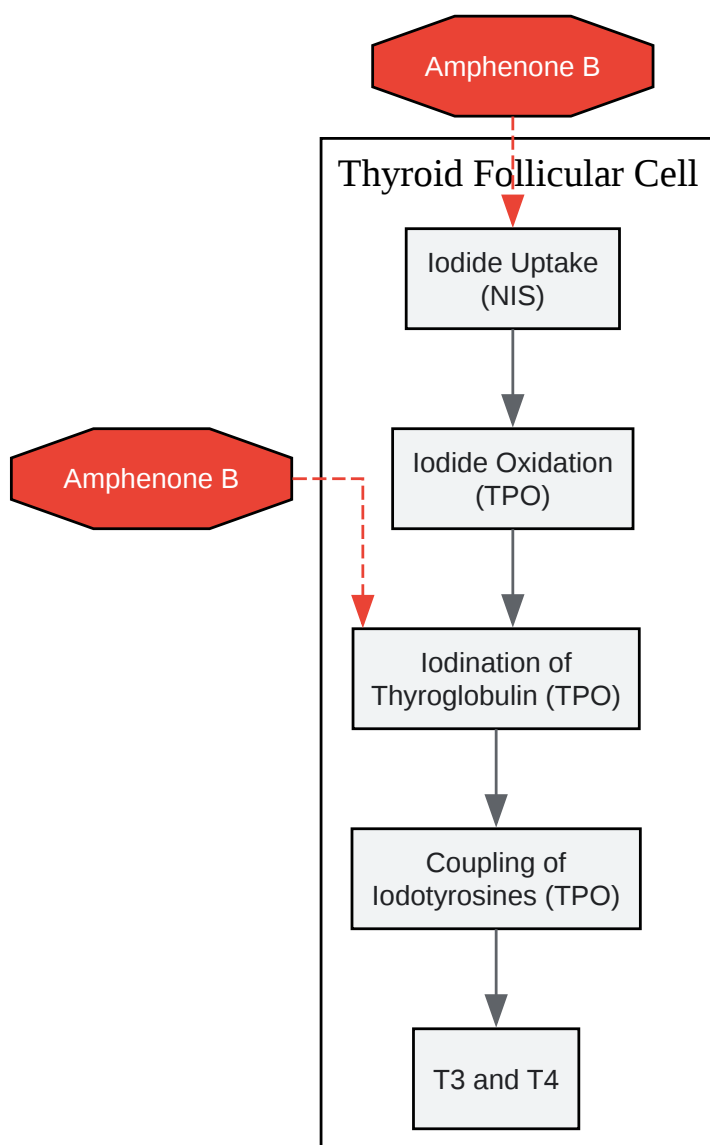 Amphenone B
Thyroid Follicular Cell
Iodide Uptake
(NIS)
Iodide Oxidation
(TPO)
Amphenone B
Iodination of
Thyroglobulin (TPO)
Coupling of
Iodotyrosines (TPO)
T3 and T4